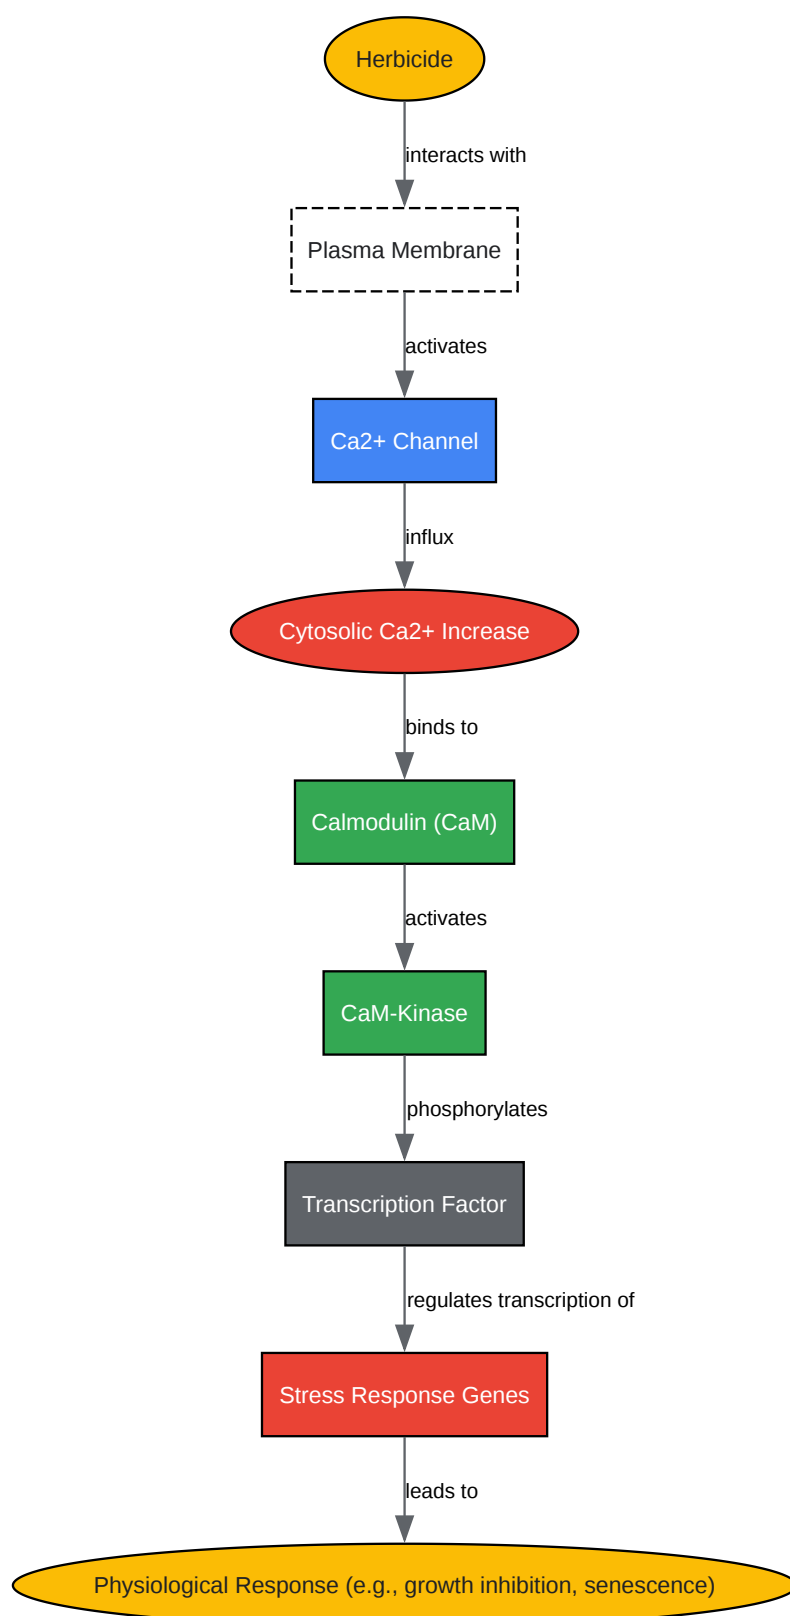 Herbicide
interacts with
Plasma Membrane
activates
Ca2+ Channel
influx
Cytosolic Ca2+ Increase
binds to
Calmodulin (CaM)
activates
CaM-Kinase
phosphorylates
Transcription Factor
regulates transcription of
Stress Response Genes
leads to
Physiological Response (e.g., growth inhibition, senescence)